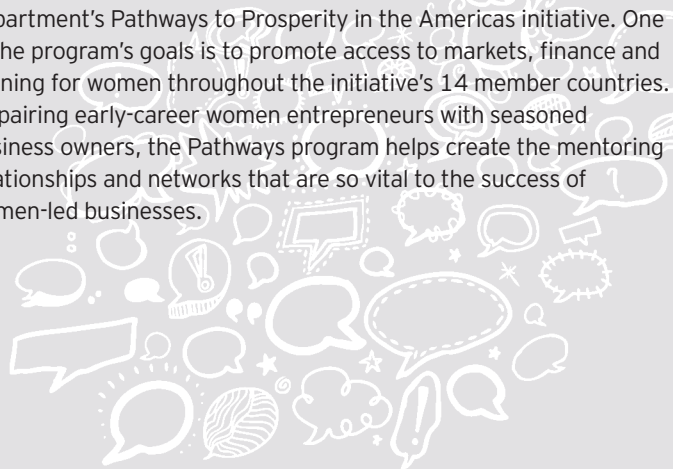 partment's Pathways to Prosperity in the Americas initiative. One
he program's goals is to promote access to markets, finance and
ning for women throughout the initiative's 14 member countries.
pairing early-career women entrepreneurs with seasoned
siness owners, the Pathways program helps create the mentoring
ationships and networks that are so vital to the success of
men-led businesses.